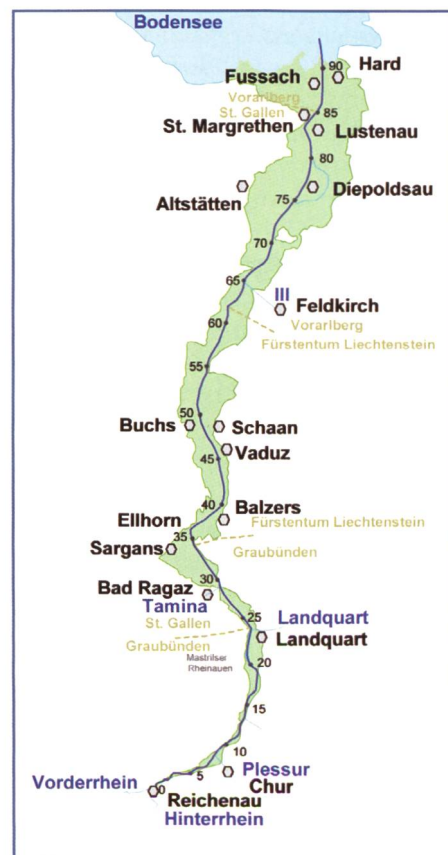 Bodensee
90
Hard
Fussach
Vorarlberg
St. Gallen
85
St. Margrethen
Lustenau
80
Altstätten
75
Diepoldsau
70
65
Ill
Feldkirch
60
Vorarlberg
Fürstentum Liechtenstein
55
50
Buchs
Schaan
Vaduz
45
40
Balzers
Ellhorn
Fürstentum Liechtenstein
35
Sargans
Graubünden
30
Bad Ragaz
Tamina
25
Landquart
St. Gallen
Landquart
Graubünden
Mastrilser
Rheinauen
20
15
10
Plessur
5
Vorderrhein
Chur
0
Reichenau
Hinterrhein